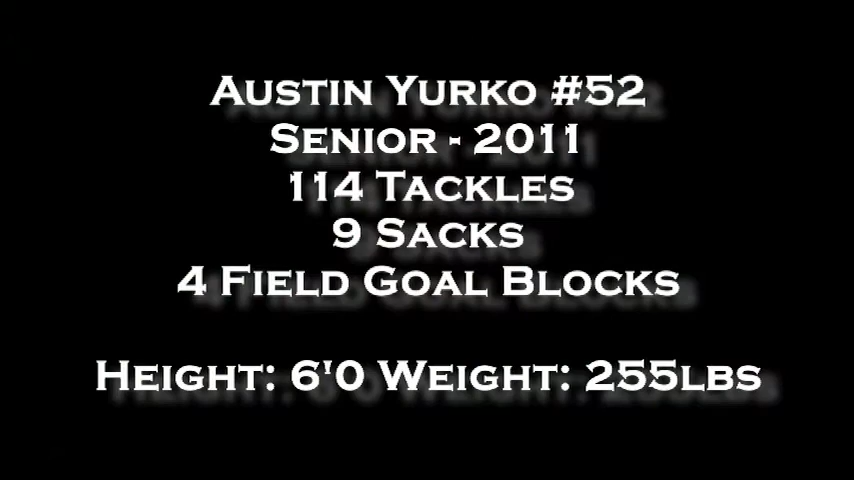 Austin Yurko #52
Senior - 2011
114 Tackles
9 Sacks
4 Field Goal Blocks
Height: 6'0 Weight: 255lbs